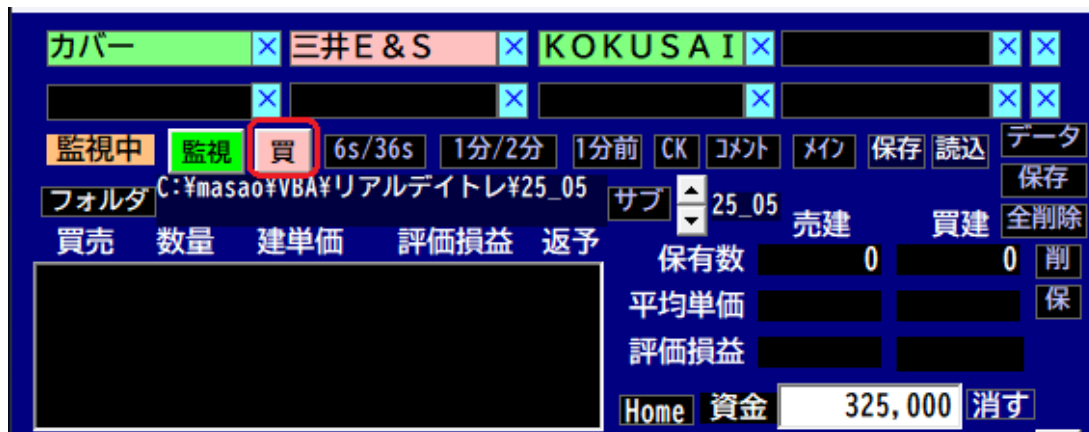 カバー × 三井E&S × KOKUSAI × × ×
× × × × ×
監視中 監視 買 6s/36s 1分/2分 1分前 CK コメント メイン 保存 読込 データ
保存
フォルダ C:¥masao¥VBA¥リアルデイトレ¥25_05 サブ 25_05 全削除
売建 買建
買売 数量 建単価 評価損益 返予
保有数 0 0 削
平均単価 保
評価損益
Home 資金 325,000 消す